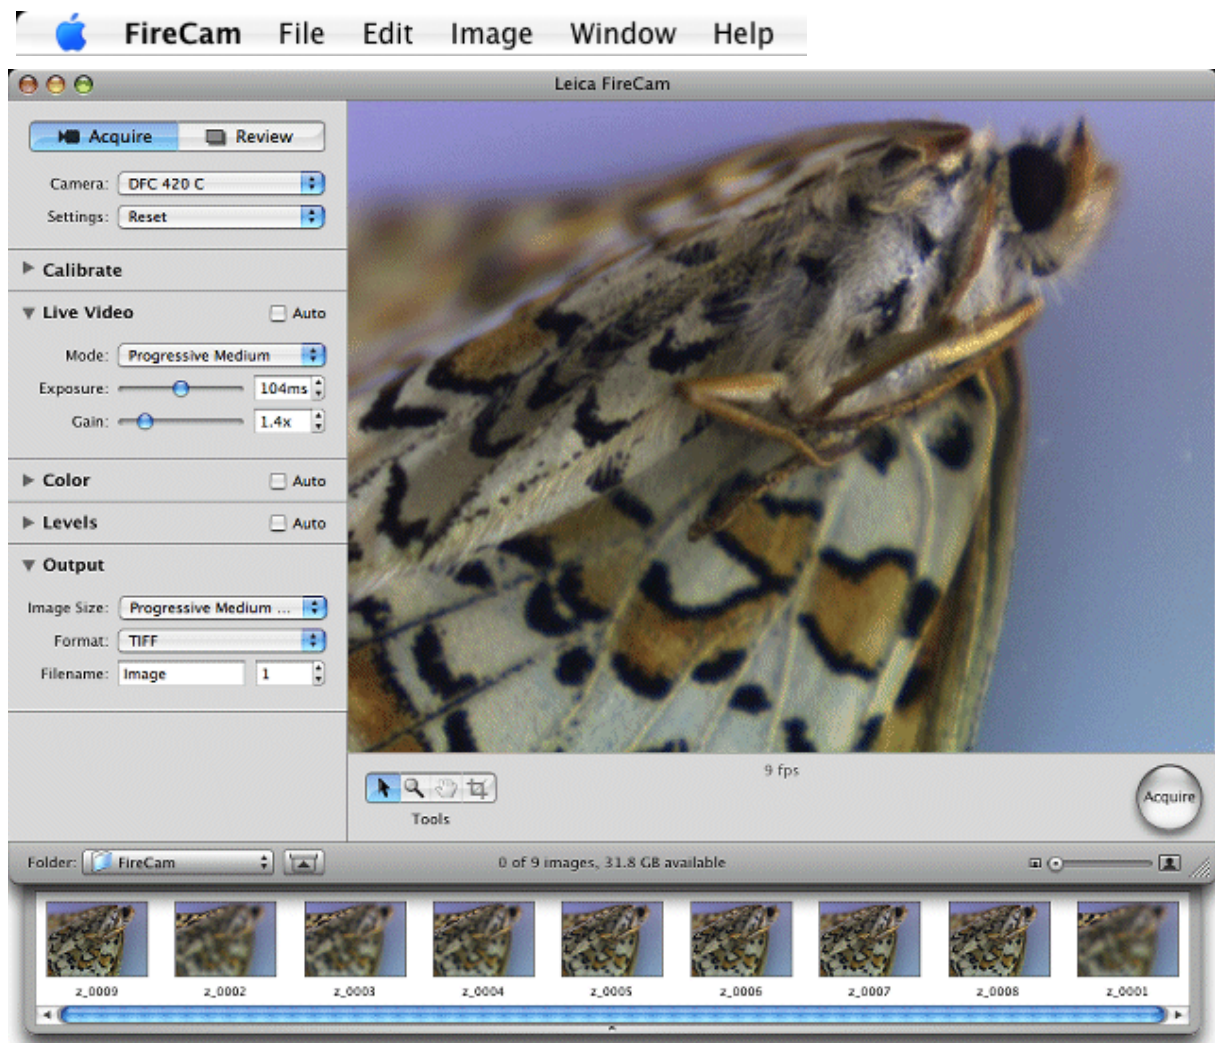 FireCam File Edit Image Window Help
Leica FireCam
Acquire Review
Camera: DFC 420 C
Settings: Reset
Calibrate
Live Video Auto
Mode: Progressive Medium
Exposure: 104ms
Gain: 1.4x
Color Auto
Levels Auto
Output
Image Size: Progressive Medium ...
Format: TIFF
Filename: Image 1
9 fps
Acquire
Tools
Folder: FireCam 0 of 9 images, 31.8 GB available
z_0009 z_0002 z_0003 z_0004 z_0005 z_0006 z_0007 z_0008 z_0001